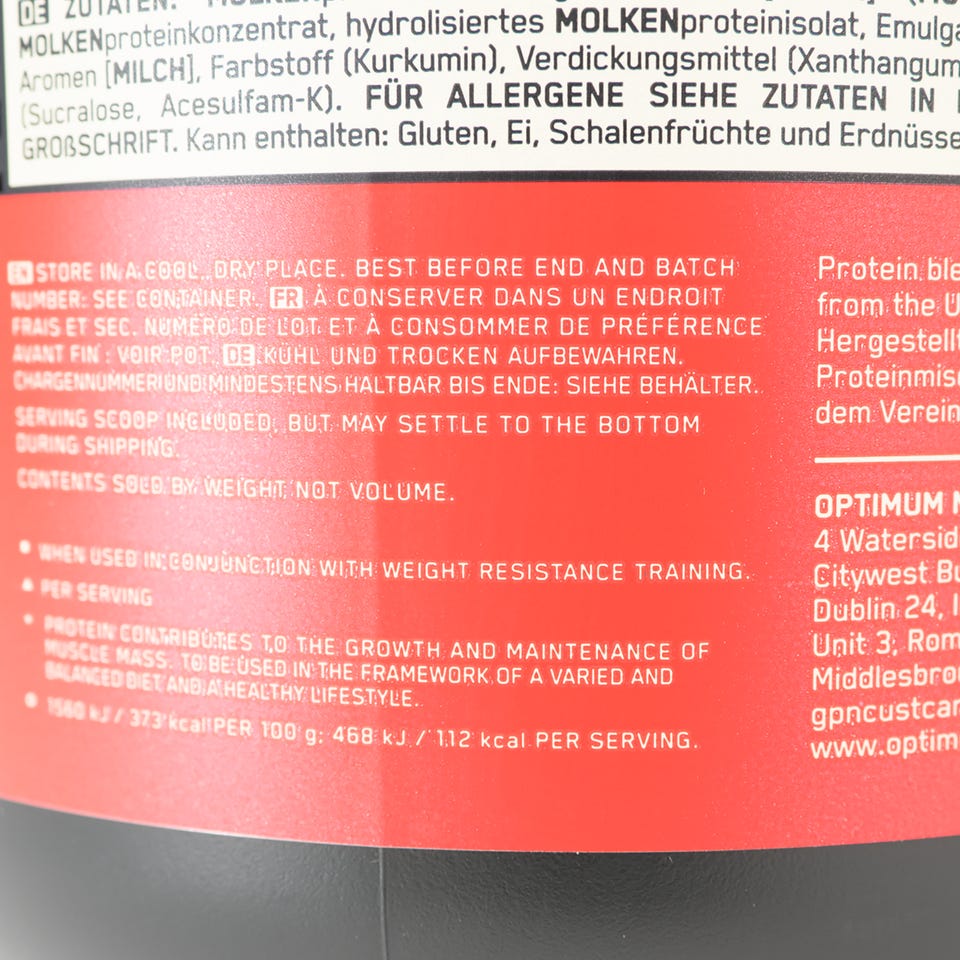 DE ZUTATEN:
MOLKENproteinkonzentrat, hydrolisiertes MOLKENproteinisolat, Emulga
Aromen [MILCH], Farbstoff (Kurkumin), Verdickungsmittel (Xanthangum
(Sucralose, Acesulfam-K). FÜR ALLERGENE SIEHE ZUTATEN IN
GROßSCHRIFT. Kann enthalten: Gluten, Ei, Schalenfrüchte und Erdnüsse
EN STORE IN A COOL, DRY PLACE. BEST BEFORE END AND BATCH
NUMBER: SEE CONTAINER. FR À CONSERVER DANS UN ENDROIT
FRAIS ET SEC. NUMÉRO DE LOT ET À CONSOMMER DE PRÉFÉRENCE
AVANT FIN : VOIR POT. DE KÜHL UND TROCKEN AUFBEWAHREN.
CHARGENNUMMER UND MINDESTENS HALTBAR BIS ENDE: SIEHE BEHÄLTER.
SERVING SCOOP INCLUDED, BUT MAY SETTLE TO THE BOTTOM
DURING SHIPPING.
CONTENTS SOLD BY WEIGHT NOT VOLUME.
WHEN USED IN CONJUNCTION WITH WEIGHT RESISTANCE TRAINING.
PER SERVING
PROTEIN CONTRIBUTES TO THE GROWTH AND MAINTENANCE OF
MUSCLE MASS. TO BE USED IN THE FRAMEWORK OF A VARIED AND
BALANCED DIET AND A HEALTHY LIFESTYLE.
1560 kJ / 373 kcal PER 100 g; 468 kJ / 112 kcal PER SERVING.
Protein ble
from the U
Hergestellt
Proteinmisc
dem Verein
OPTIMUM N
4 Watersid
Citywest Bu
Dublin 24, I
Unit 3, Rom
Middlesbro
gpncustcar
www.optim